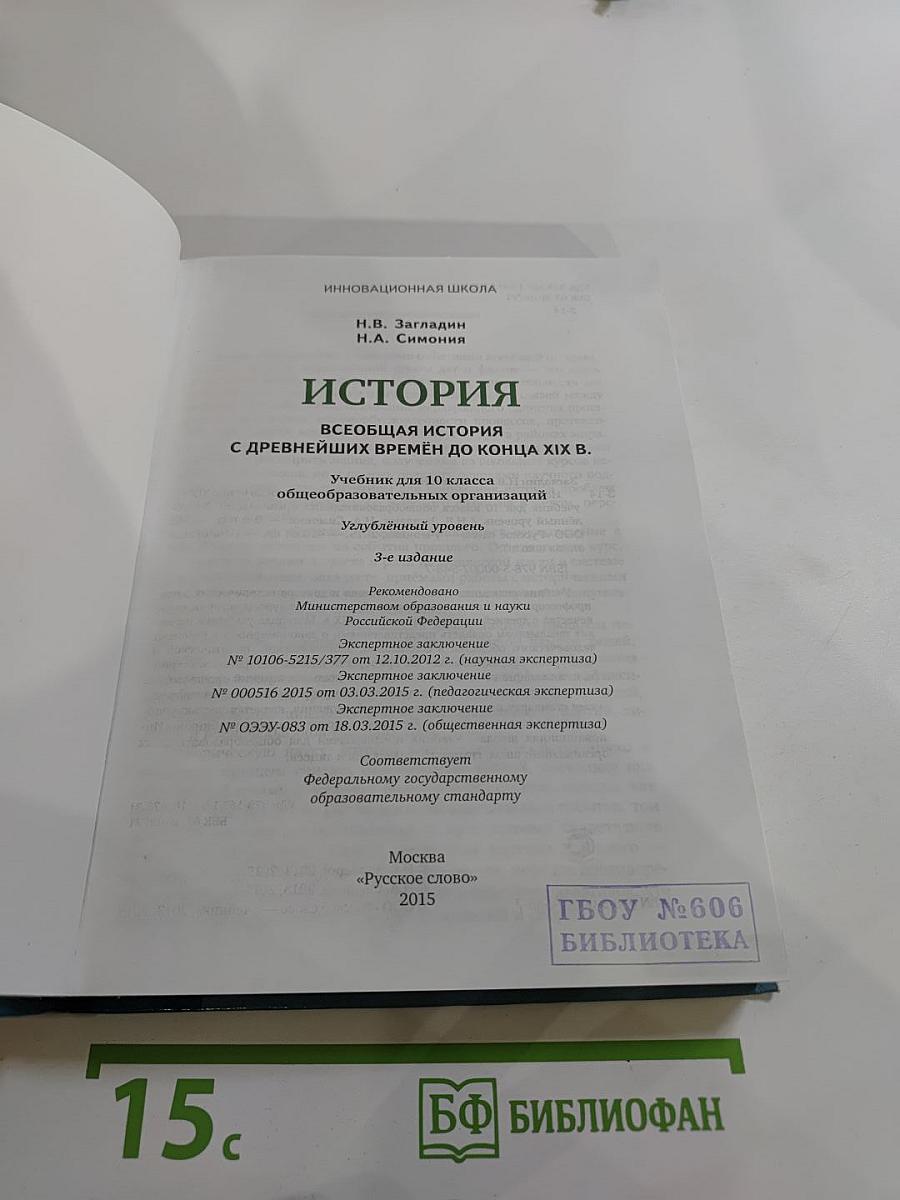 ИННОВАЦИОННАЯ ШКОЛА
Н.В. Загладин
Н.А. Симония
ИСТОРИЯ
ВСЕОБЩАЯ ИСТОРИЯ
С ДРЕВНЕЙШИХ ВРЕМЁН ДО КОНЦА XIX В.
Учебник для 10 класса
общеобразовательных организаций
Углублённый уровень
3-е издание
Рекомендовано
Министерством образования и науки
Российской Федерации
Экспертное заключение
№ 10106-5215/377 от 12.10.2012 г. (научная экспертиза)
Экспертное заключение
№ 000516 2015 от 03.03.2015 г. (педагогическая экспертиза)
Экспертное заключение
№ ОЭЭУ-083 от 18.03.2015 г. (общественная экспертиза)
Соответствует
Федеральному государственному
образовательному стандарту
Москва
«Русское слово»
2015
ГБОУ №606
БИБЛИОТЕКА
15 с
БФ БИБЛИОФАН